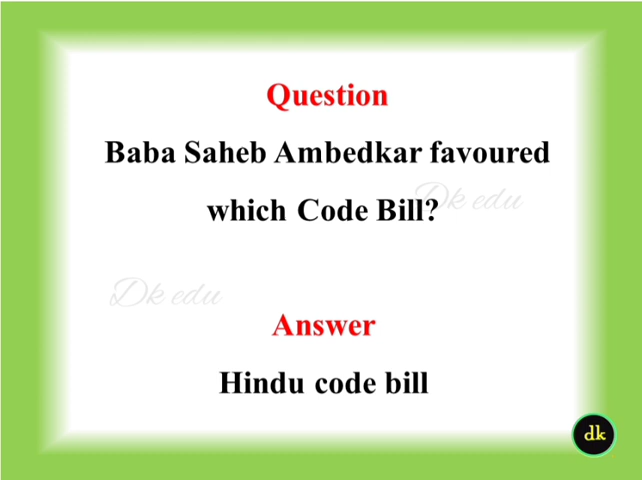 Question
Baba Saheb Ambedkar favoured
which Code Bill?
Dk edu
Dk edu
Answer
Hindu code bill
dk